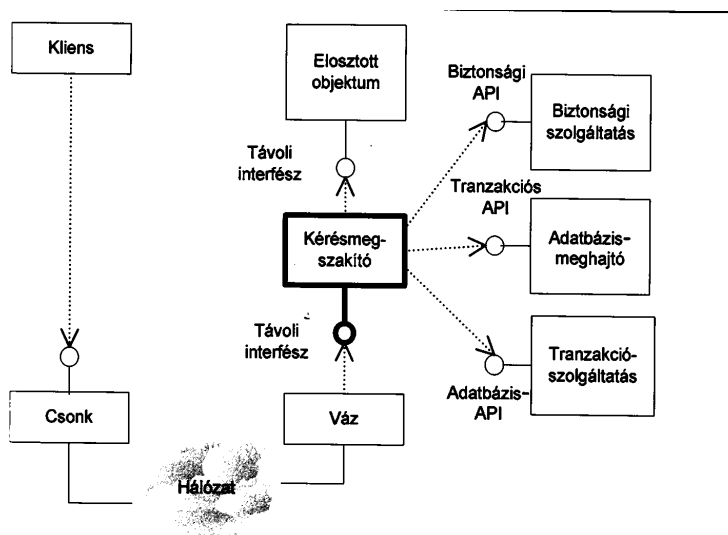 Kliens
Elosztott
objektum
Biztonsági
API
Biztonsági
szolgáltatás
Távoli
interfész
Tranzakciós
API
Kérésmeg-
szakító
Adatbázis-
meghajtó
Távoli
interfész
Tranzakció-
szolgáltatás
Adatbázis-
API
Csonk
Váz
Hálózat